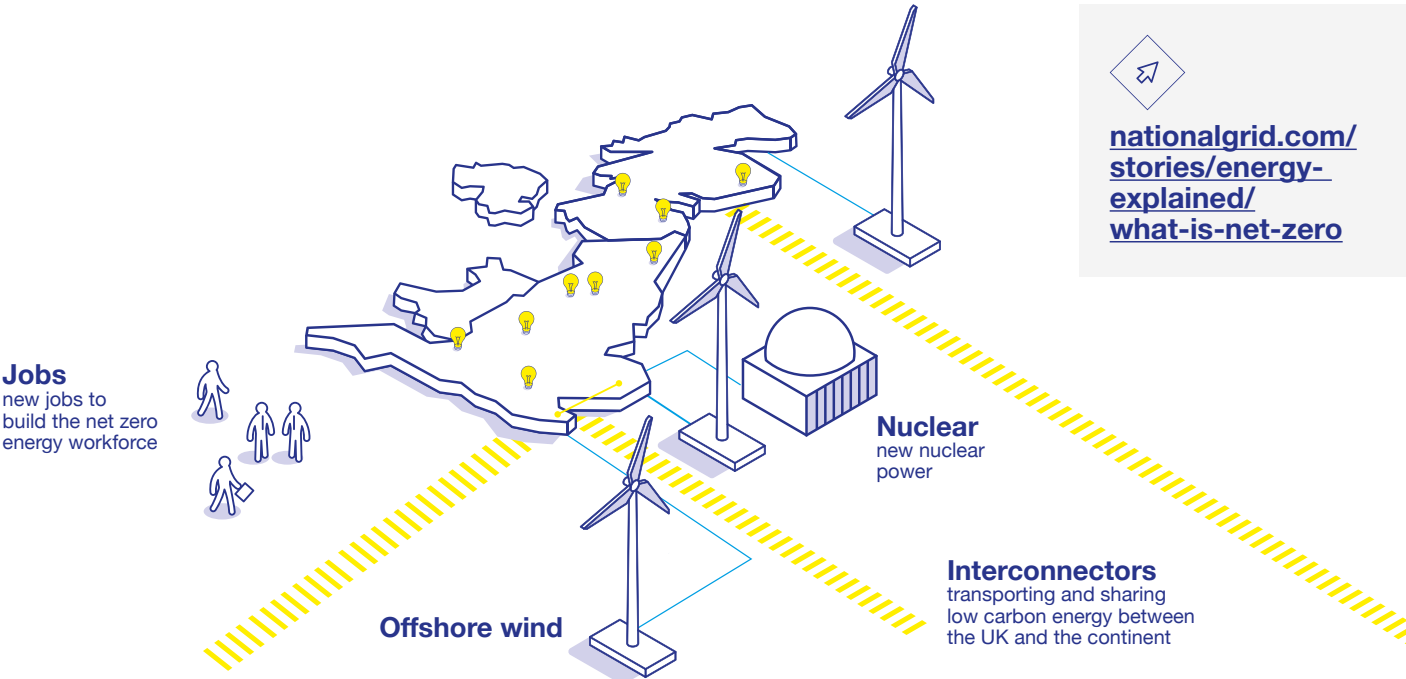 nationalgrid.com/
stories/energy-
explained/
what-is-net-zero
Jobs
new jobs to
build the net zero
energy workforce
Nuclear
new nuclear
power
Interconnectors
transporting and sharing
low carbon energy between
the UK and the continent
Offshore wind